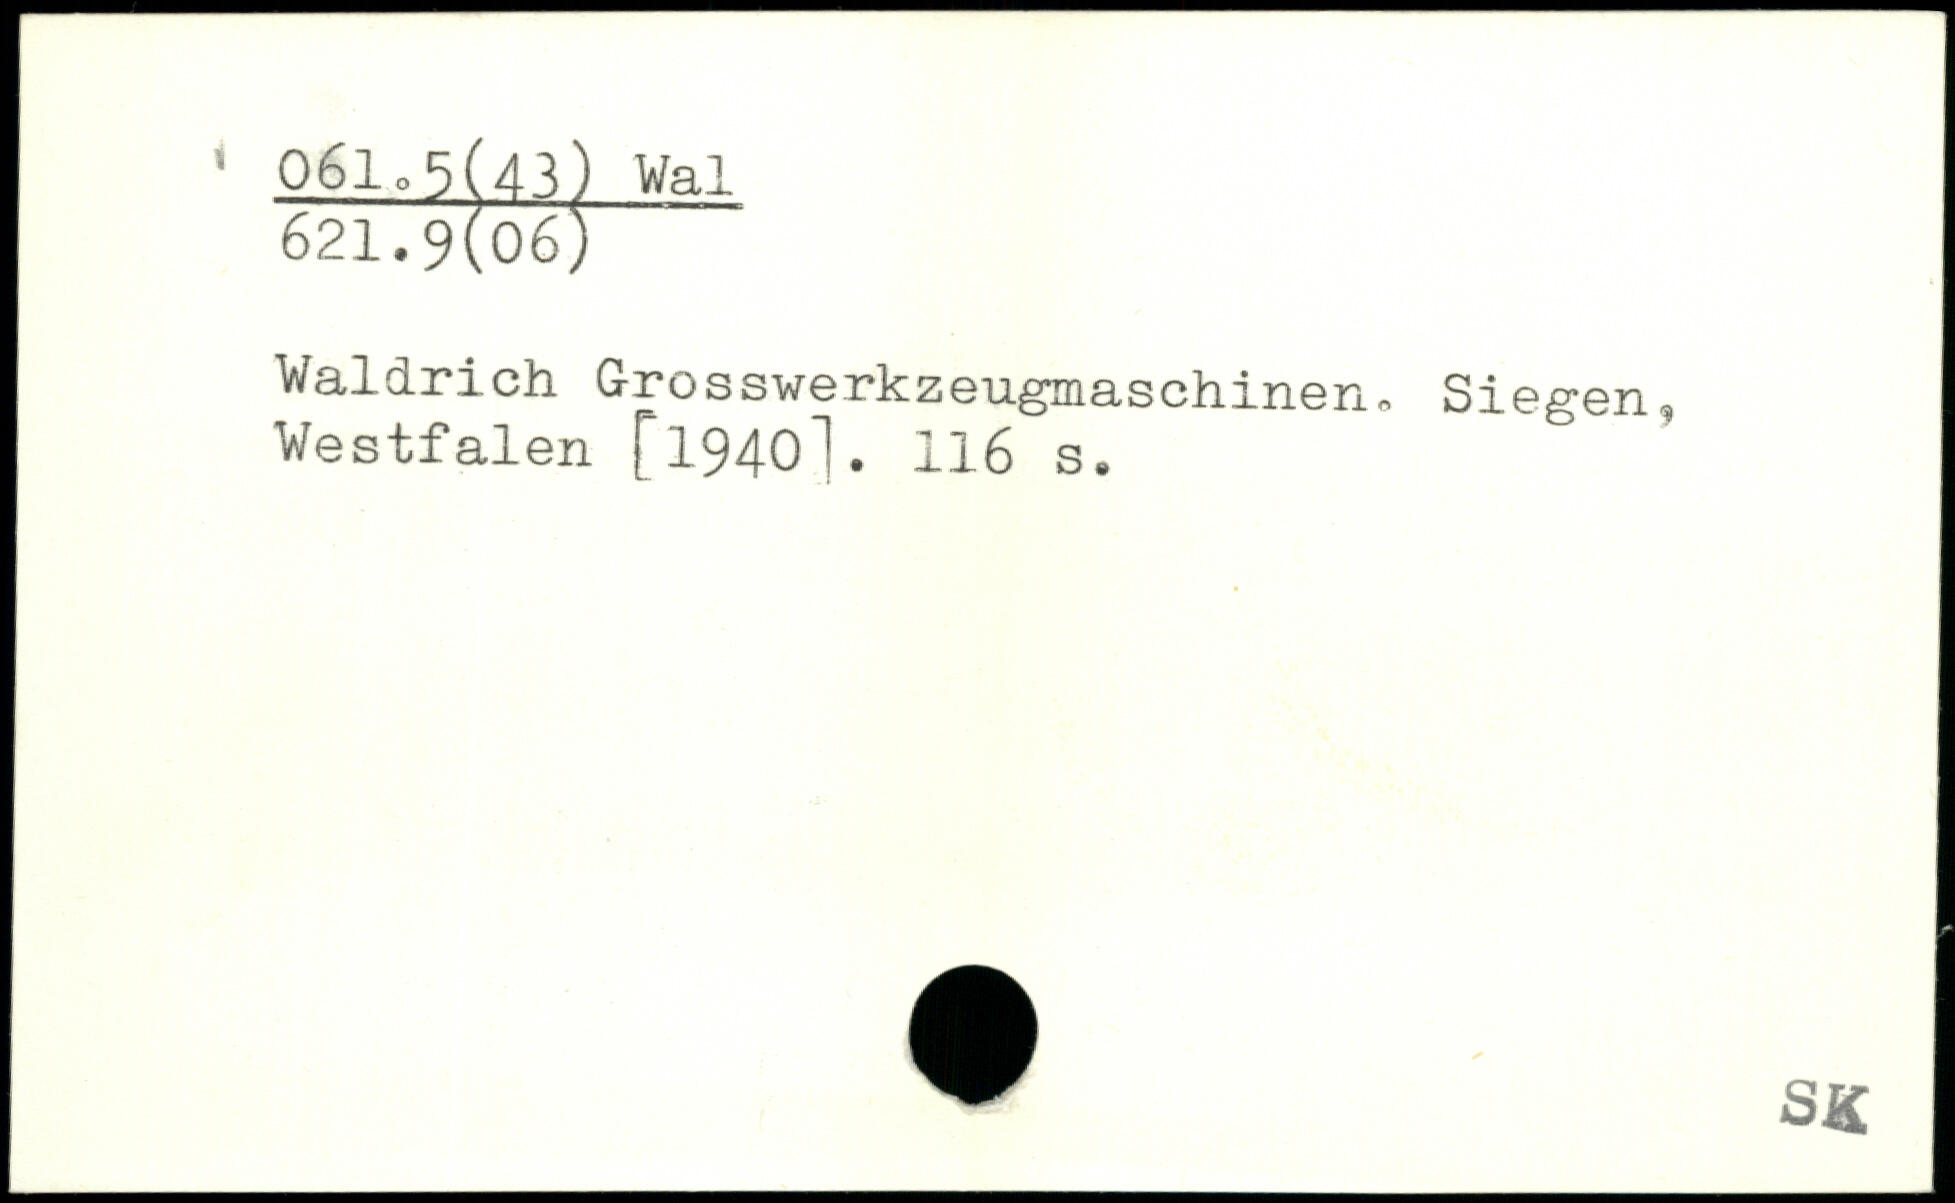 061.5(43) Wal
621.9(06)
Waldrich Grosswerkzeugmaschinen. Siegen,
Westfalen [1940]. 116 s.
SK